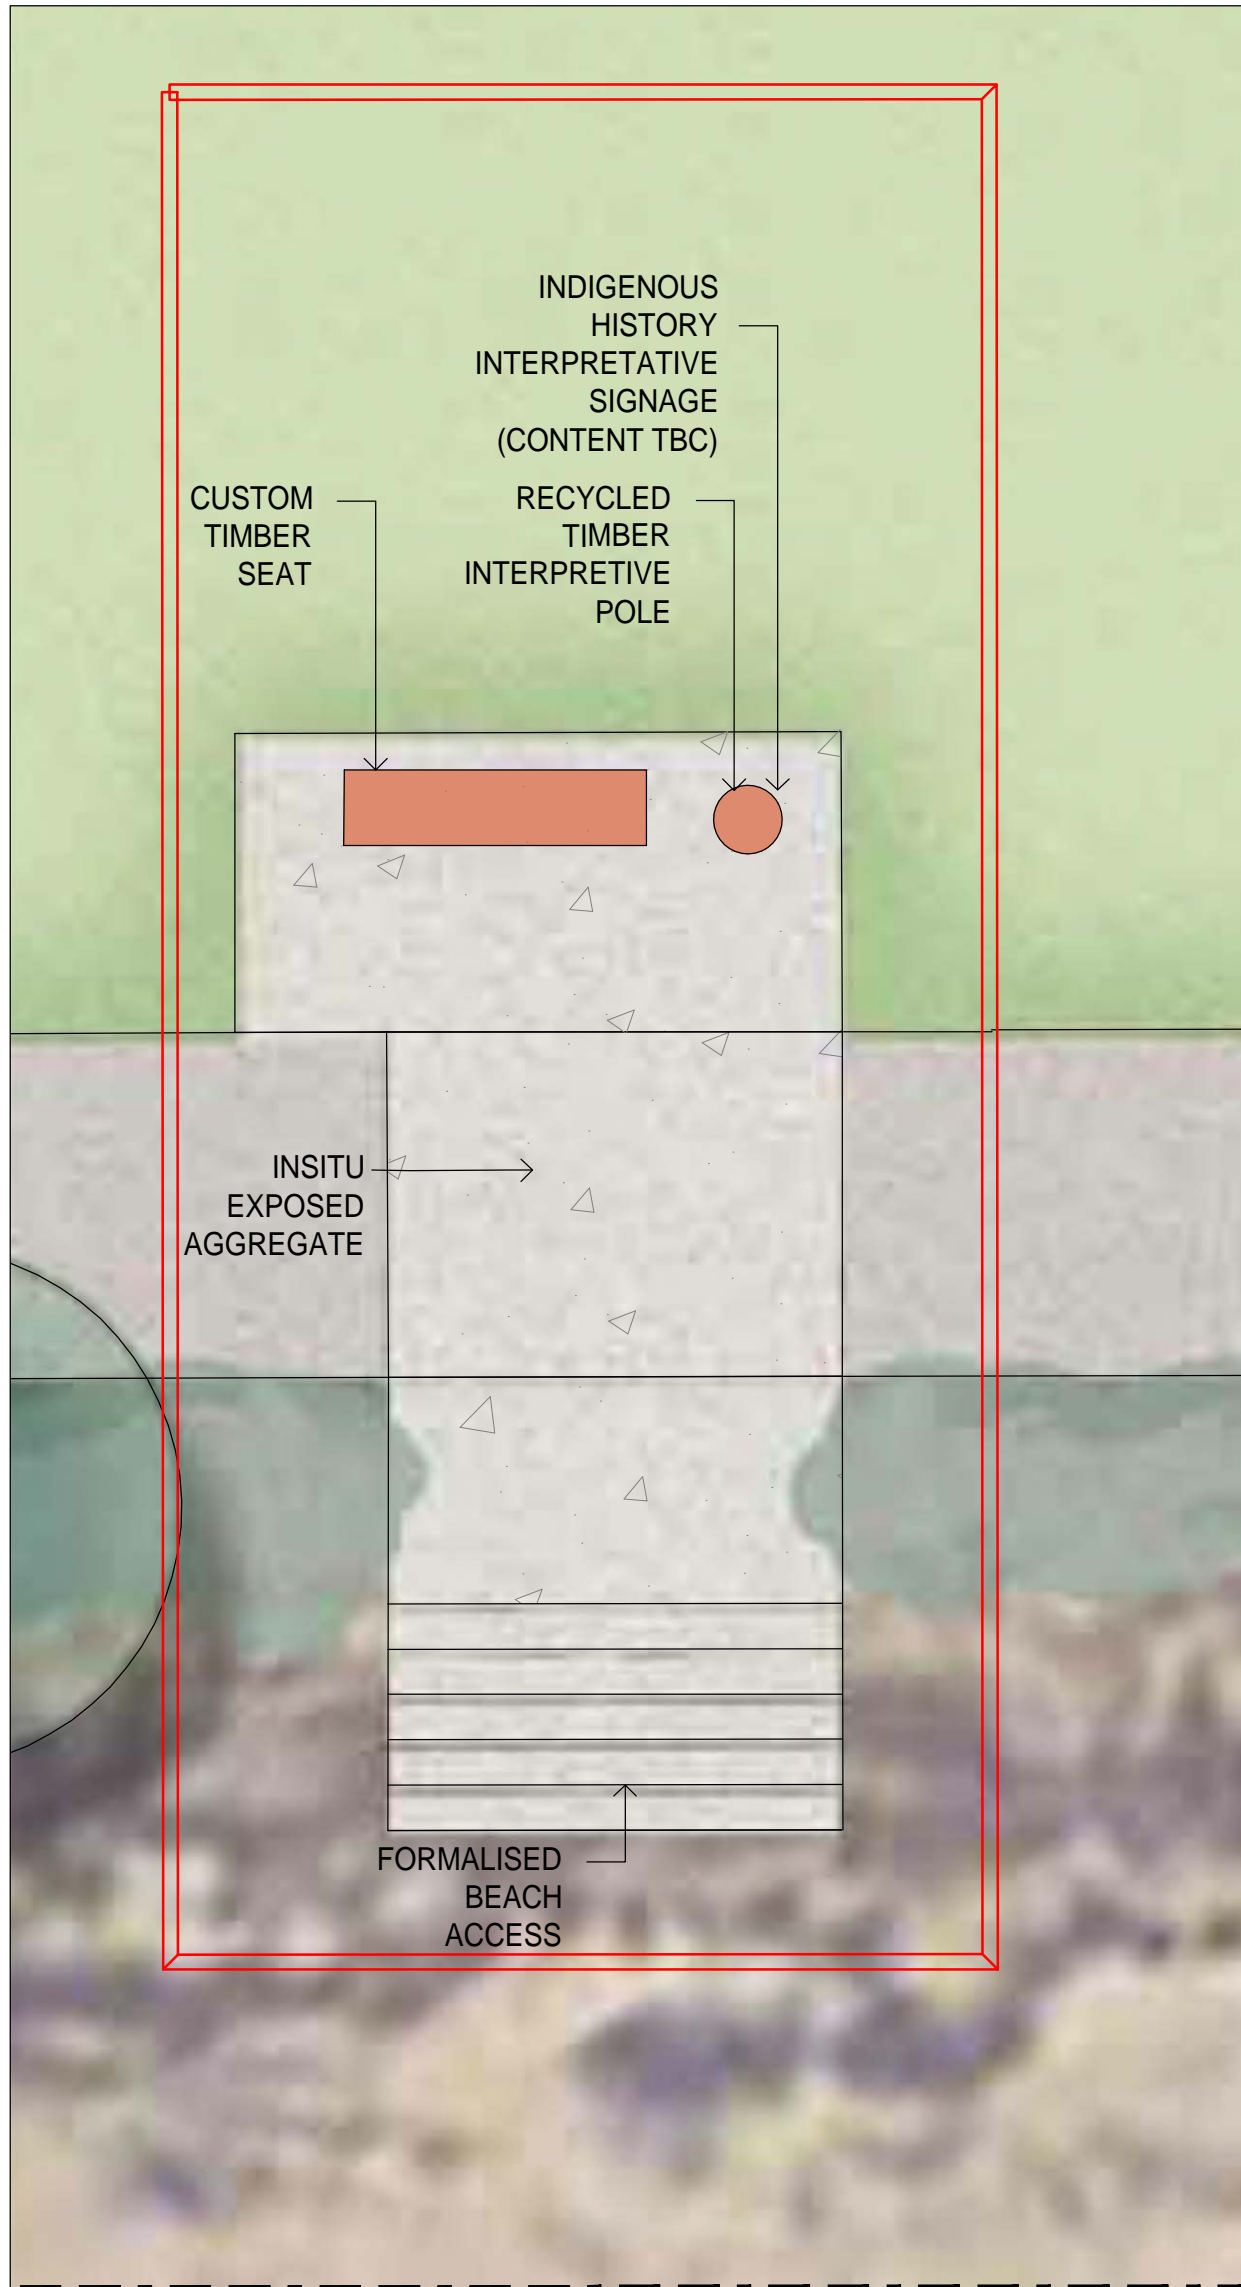 INDIGENOUS
HISTORY
INTERPRETATIVE
SIGNAGE
(CONTENT TBC)
CUSTOM
TIMBER
SEAT
RECYCLED
TIMBER
INTERPRETIVE
POLE
INSITU
EXPOSED
AGGREGATE
FORMALISED
BEACH
ACCESS